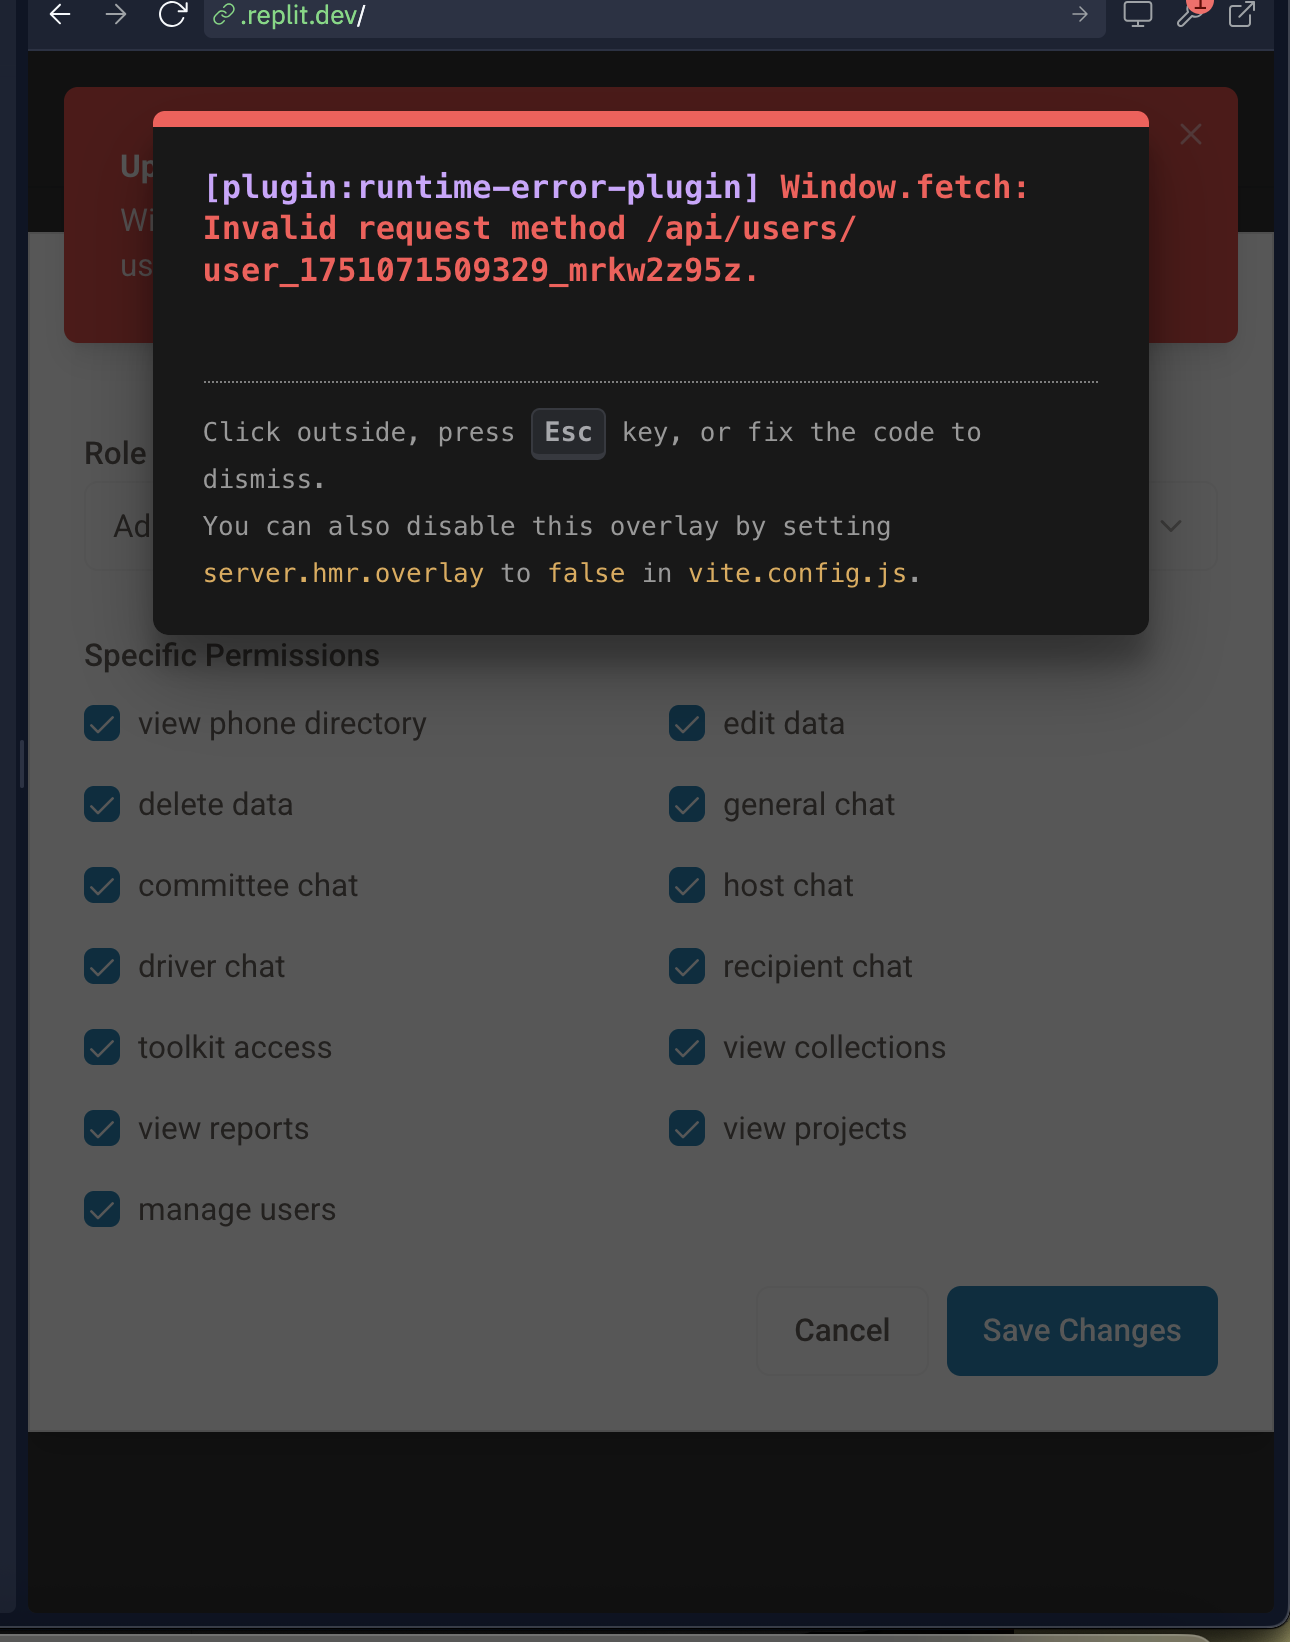 .replit.dev/
1
[plugin:runtime-error-plugin] Window.fetch:
Invalid request method /api/users/
user_1751071509329_mrkw2z95z.
Click outside, press Esc key, or fix the code to
dismiss.
You can also disable this overlay by setting
server.hmr.overlay to false in vite.config.js.
Up
Wi
us
Role
Ad
Specific Permissions
view phone directory
edit data
delete data
general chat
committee chat
host chat
driver chat
recipient chat
toolkit access
view collections
view reports
view projects
manage users
Cancel
Save Changes